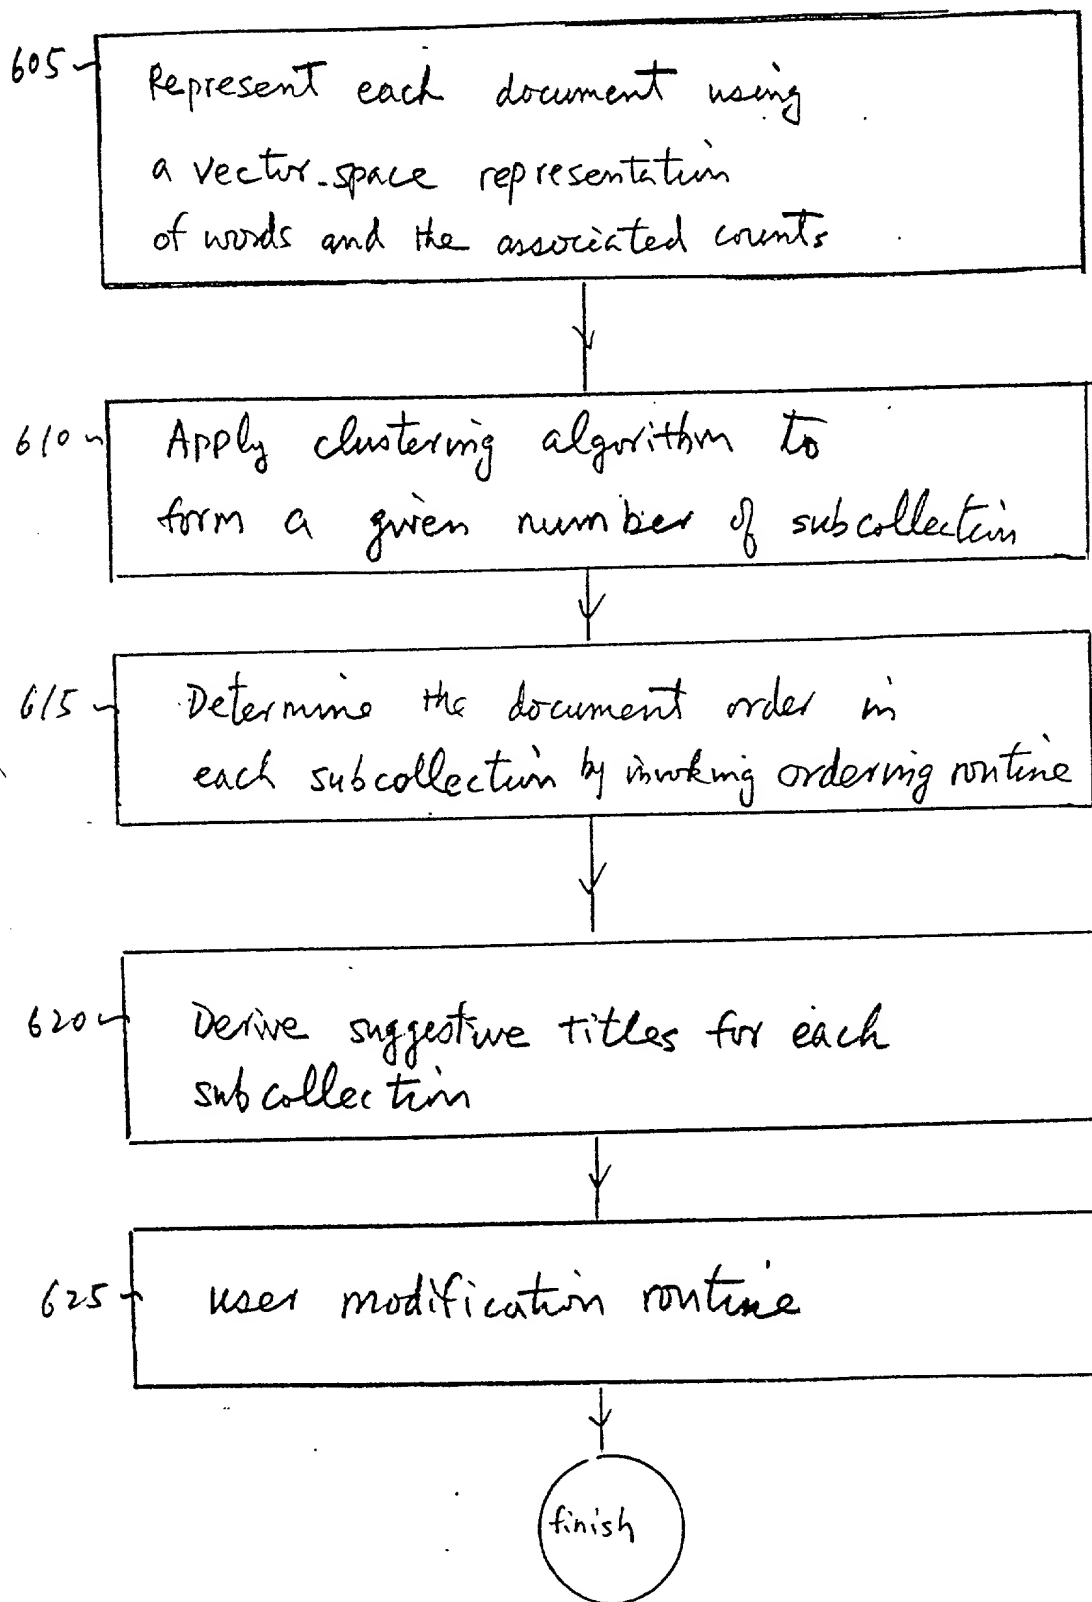 605
Represent each document using
a vector-space representation
of words and the associated counts
610
Apply clustering algorithm to
form a given number of subcollection
615
Determine the document order in
each subcollection by invoking ordering routine
620
Derive suggestive titles for each
subcollection
625
user modification routine
finish